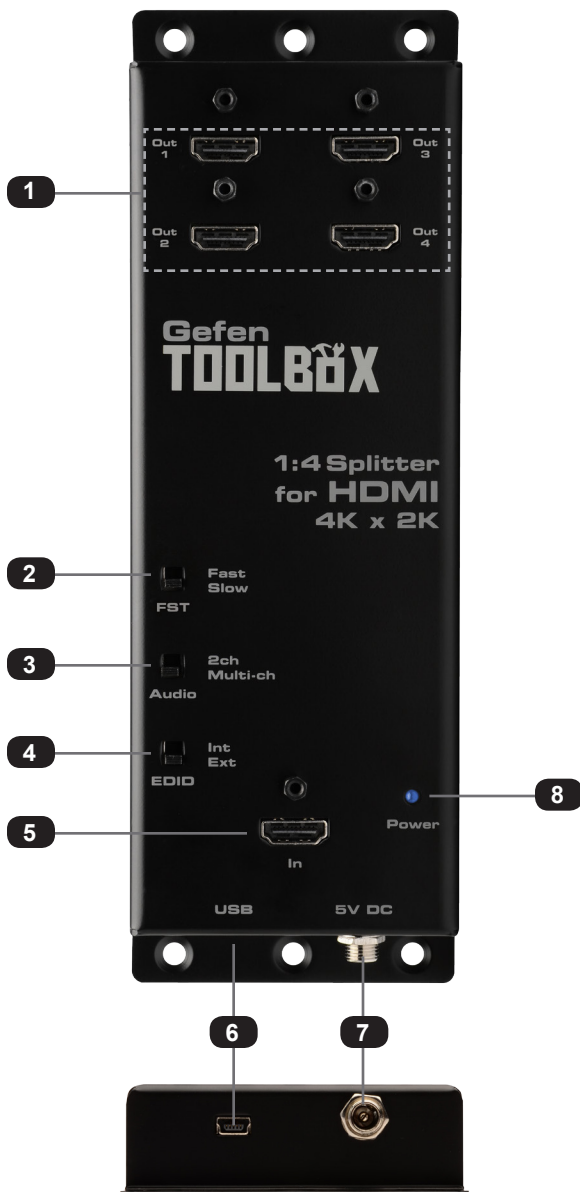 Out
1
Out
3
1
Out
2
Out
4
Gefen
TOOLBOX
1:4 Splitter
for HDMI
4K x 2K
2
Fast
Slow
FST
3
2ch
Multi-ch
Audio
4
Int
Ext
EDID
8
Power
5
In
USB
5V DC
6
7